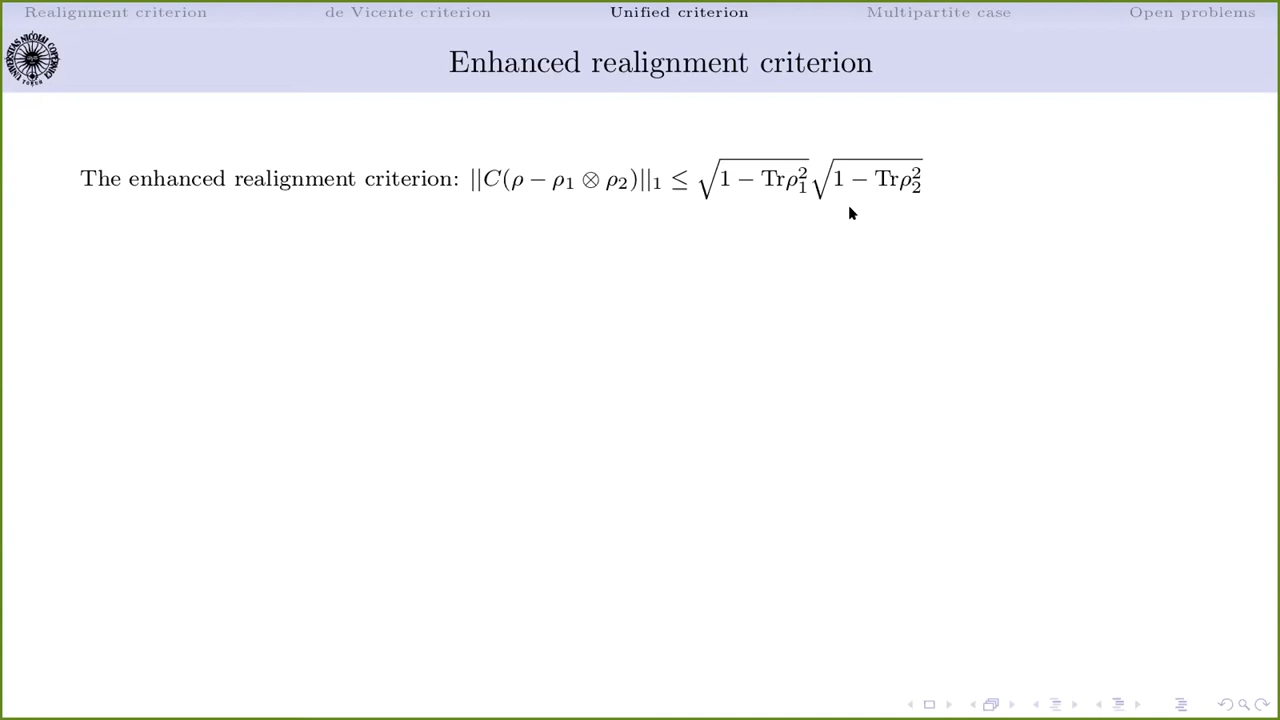 Realignment criterion de Vicente criterion Unified criterion Multipartite case Open problems
Enhanced realignment criterion
The enhanced realignment criterion: ||C(ρ − ρ₁ ⊗ ρ₂)||₁ ≤ √(1 − Trρ₁²) √(1 − Trρ₂²)